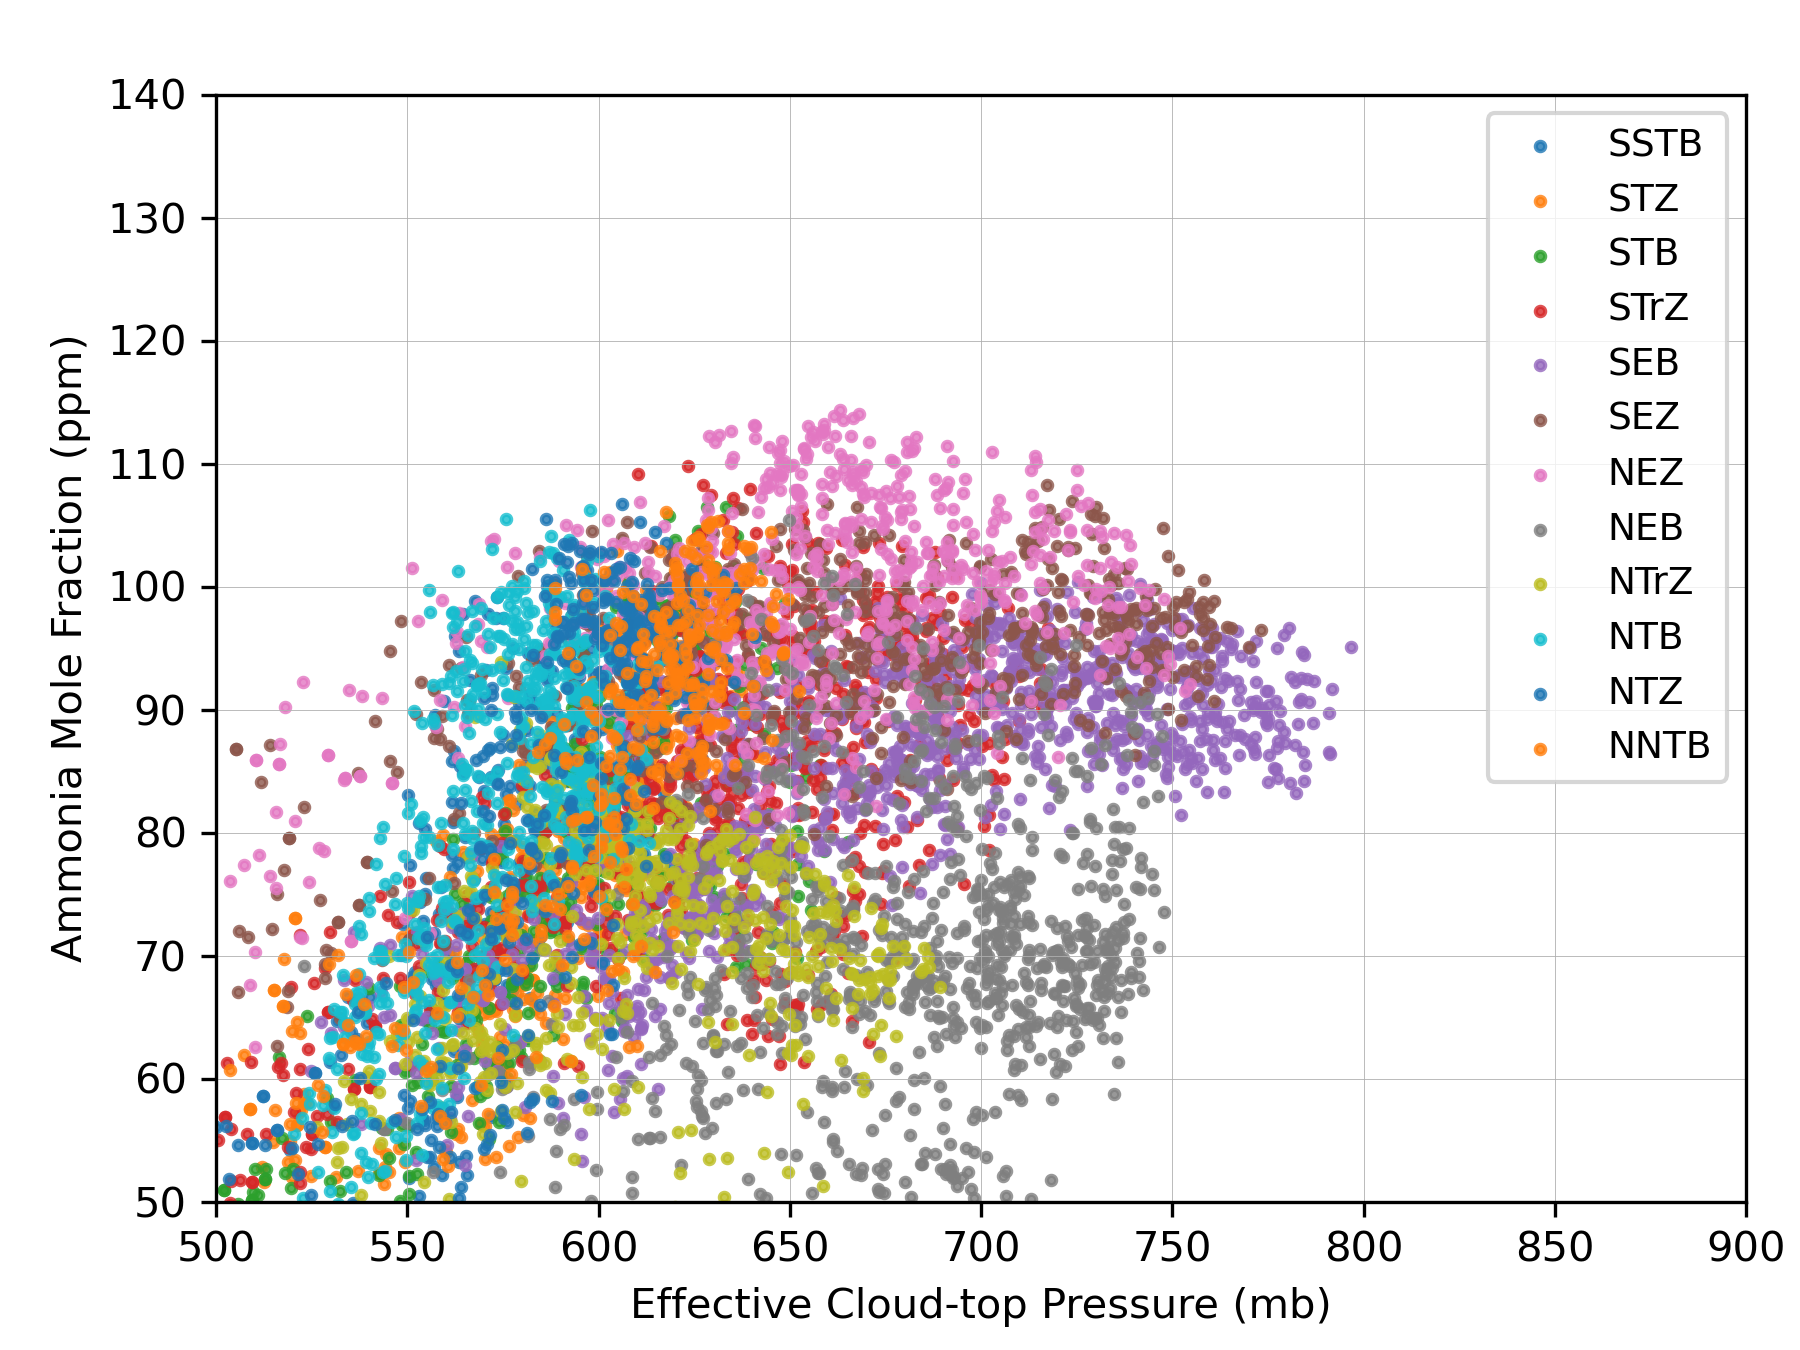 140
130
120
110
100
90
80
70
60
50
Ammonia Mole Fraction (ppm)
500 550 600 650 700 750 800 850 900
Effective Cloud-top Pressure (mb)
SSTB
STZ
STB
STrZ
SEB
SEZ
NEZ
NEB
NTrZ
NTB
NTZ
NNTB